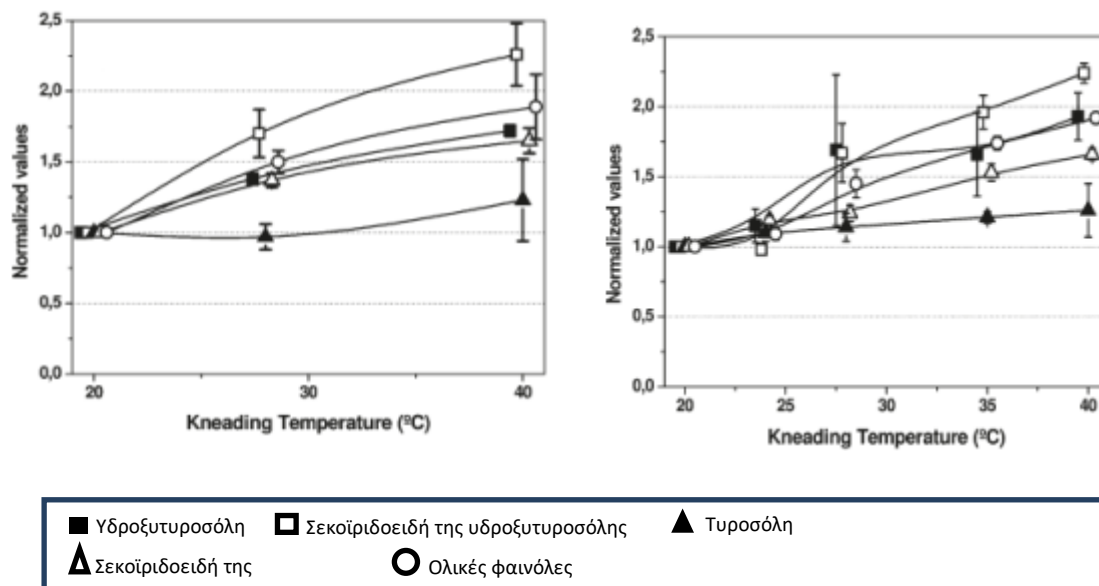 2,5
2,0
1,5
1,0
0,5
0,0
Normalized values
20 30 40
Kneading Temperature (ºC)
2,5
2,0
1,5
1,0
0,5
0,0
Normalized values
20 25 30 35 40
Kneading Temperature (ºC)
Υδροξυτυροσόλη Σεκοϊριδοειδή της υδροξυτυροσόλης Τυροσόλη
Σεκοϊριδοειδή της Ολικές φαινόλες